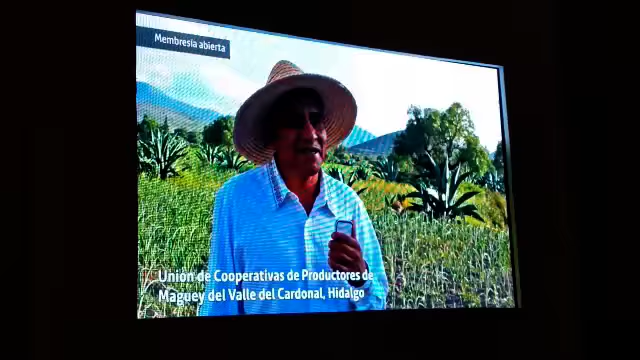 Membresía abierta
Unión de Cooperativas de Productores de
Maguey del Valle del Cardonal, Hidalgo